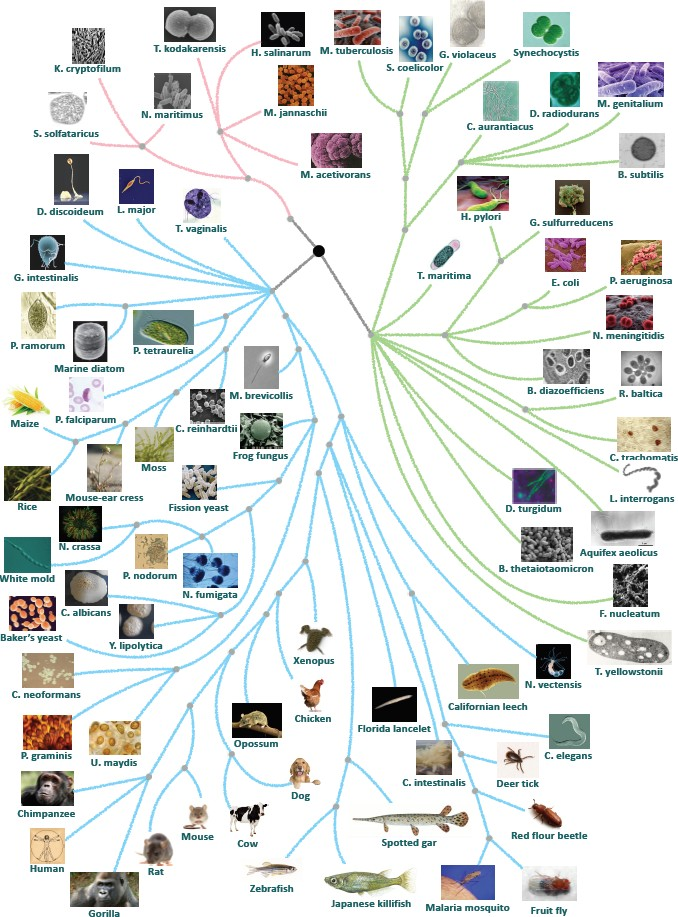 T. kodakarensis
H. salinarum
M. tuberculosis
S. coelicolor
G. violaceus
Synechocystis
K. cryptofilum
N. maritimus
M. jannaschii
C. aurantiacus
D. radiodurans
M. genitalium
S. solfataricus
M. acetivorans
B. subtilis
D. discoideum
L. major
T. vaginalis
H. pylori
G. sulfurreducens
G. intestinalis
T. maritima
E. coli
P. aeruginosa
P. ramorum
Marine diatom
P. tetraurelia
N. meningitidis
M. brevicollis
B. diazoefficiens
R. baltica
Maize
P. falciparum
C. reinhardtii
Frog fungus
C. trachomatis
Rice
Mouse-ear cress
Moss
Fission yeast
L. interrogans
D. turgidum
N. crassa
Aquifex aeolicus
White mold
P. nodorum
N. fumigata
B. thetaiotaomicron
C. albicans
F. nucleatum
Baker's yeast
Y. lipolytica
Xenopus
T. yellowstonii
C. neoformans
N. vectensis
Chicken
Californian leech
Opossum
Florida lancelet
P. graminis
U. maydis
C. intestinalis
C. elegans
Chimpanzee
Dog
Deer tick
Mouse
Cow
Spotted gar
Red flour beetle
Human
Rat
Zebrafish
Japanese killifish
Malaria mosquito
Fruit fly
Gorilla